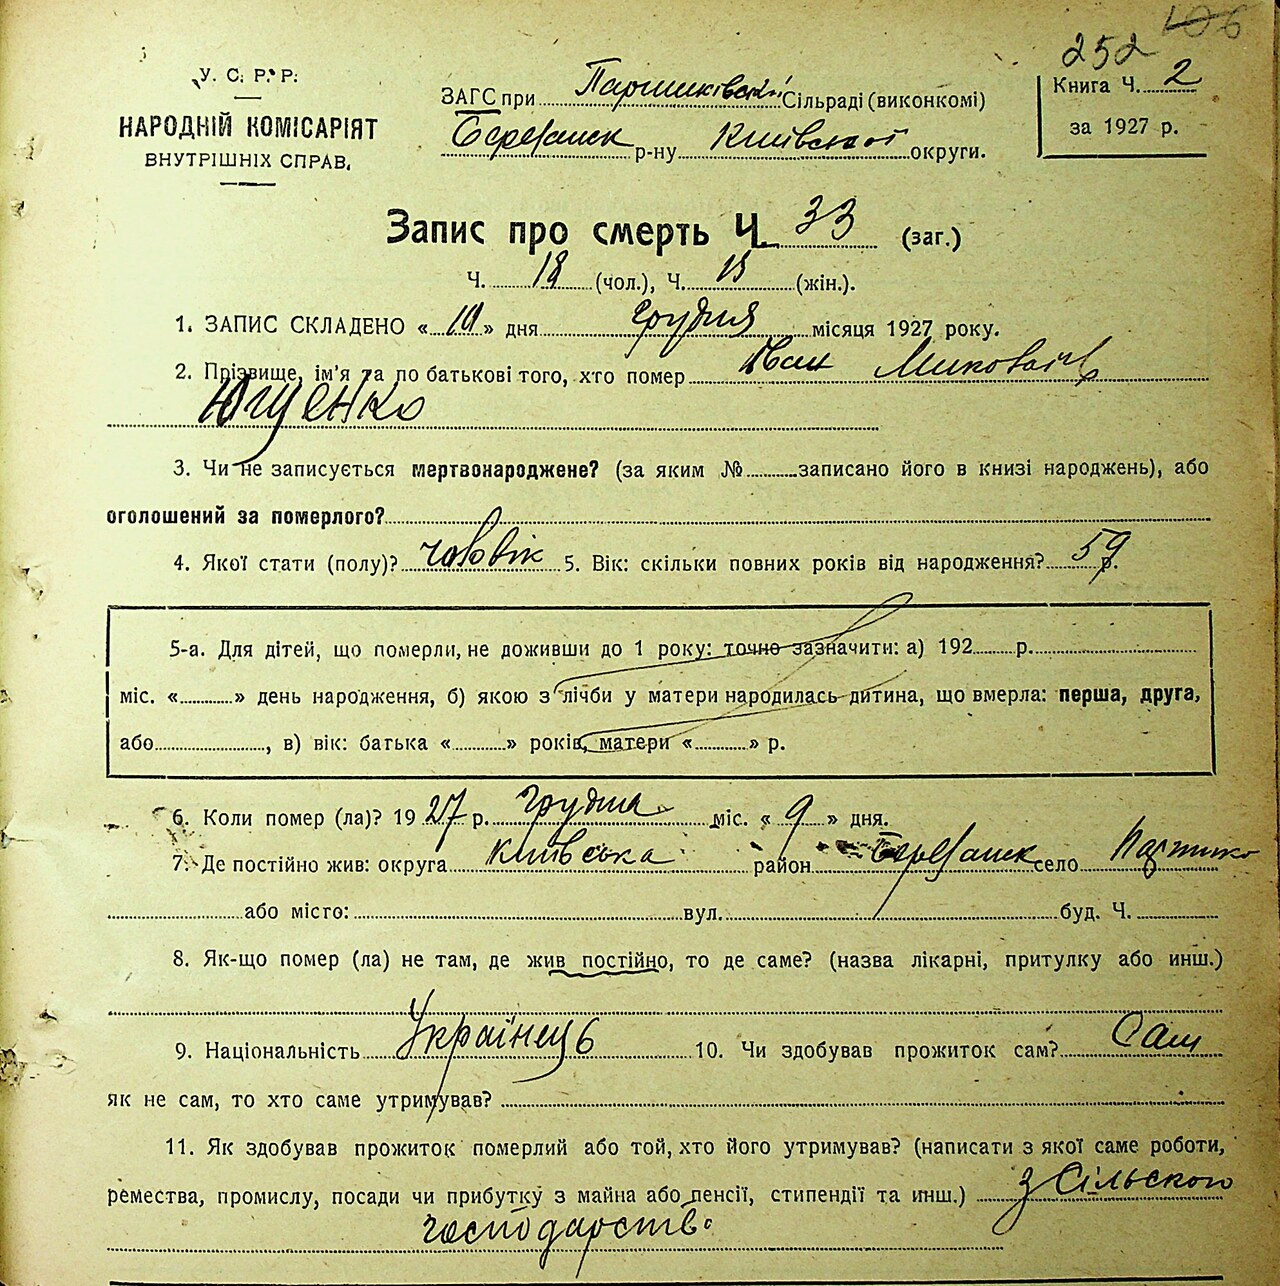 252 106
У. С. Р. Р.
НАРОДНІЙ КОМІСАРІЯТ
ВНУТРІШНІХ СПРАВ.
ЗАГС при Паришківській Сільраді (виконкомі)
Березанськ р-ну Київської округи.
Книга Ч. 2
за 1927 р.
Запис про смерть Ч. 33 (заг.)
Ч. 18 (чол.), Ч. 15 (жін.).
1. ЗАПИС СКЛАДЕНО « 10 » дня грудня місяця 1927 року.
2. Прізвище, ім'я та по батькові того, хто помер Иван
Ющенко
3. Чи не записується мертвонароджене? (за яким № записано його в книзі народжень), або
оголошений за померлого?
4. Якої стати (полу)? чоловік 5. Вік: скільки повних років від народження? 59 р.
5-а. Для дітей, що померли, не доживши до 1 року: точно зазначити: а) 192 р.
міс. « » день народження, б) якою з лічби у матери народилась дитина, що вмерла: перша, друга,
або , в) вік: батька « » років, матери « » р.
6. Коли помер (ла)? 19 27 р. грудня міс. « 9 » дня.
7. Де постійно жив: округа Київська район Березанськ село
або місто: вул. буд. Ч.
8. Як-що помер (ла) не там, де жив постійно, то де саме? (назва лікарні, притулку або инш.)
9. Національність Українець 10. Чи здобував прожиток сам? Сам
як не сам, то хто саме утримував?
11. Як здобував прожиток померлий або той, хто його утримував? (написати з якої саме роботи,
ремества, промислу, посади чи прибутку з майна або пенсії, стипендії та инш.) з Сільського
господарства